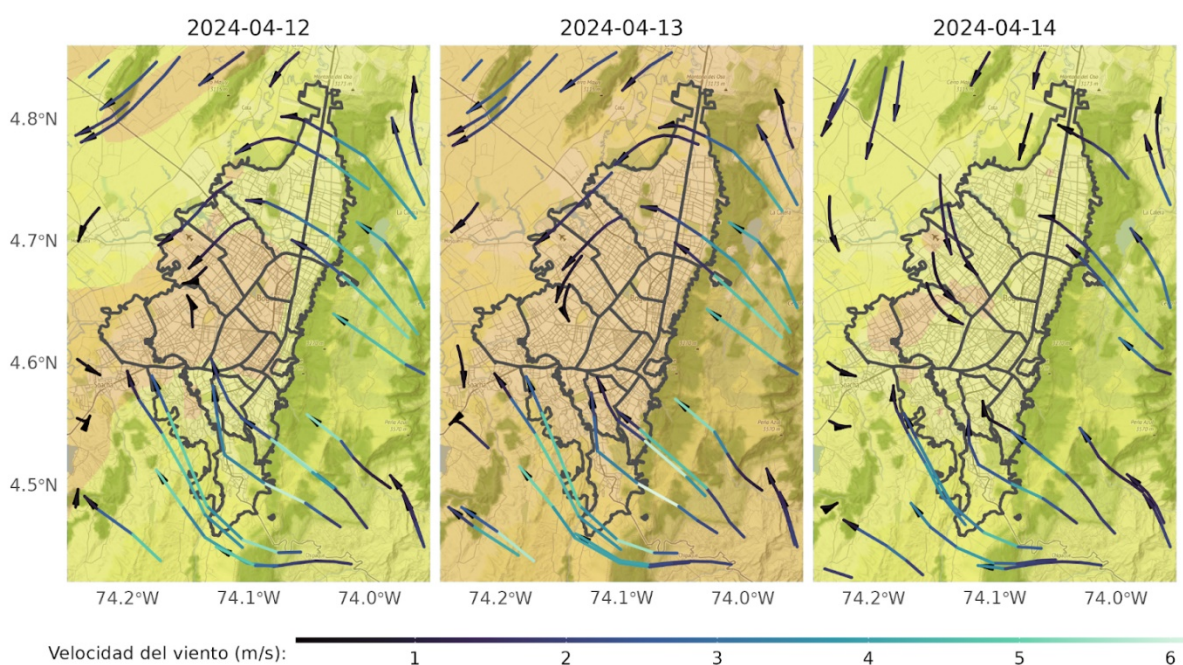 2024-04-12 2024-04-13 2024-04-14
4.8°N
4.7°N
4.6°N
4.5°N
74.2°W 74.1°W 74.0°W 74.2°W 74.1°W 74.0°W 74.2°W 74.1°W 74.0°W
Velocidad del viento (m/s): 1 2 3 4 5 6